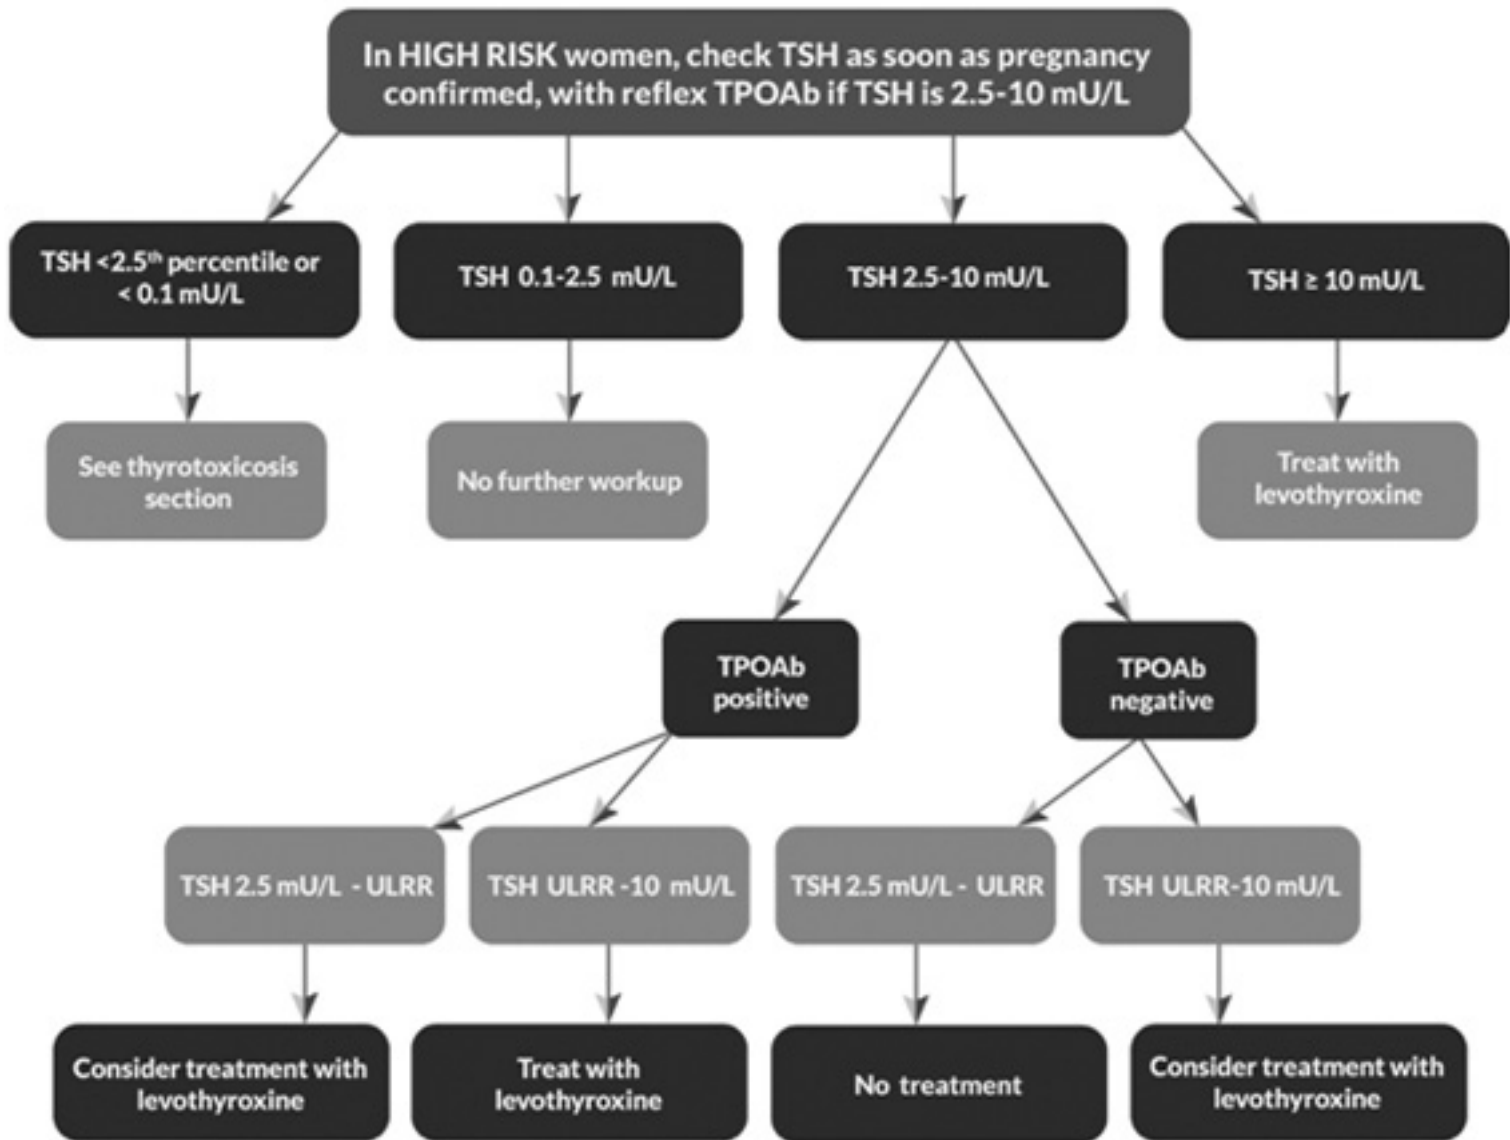 In HIGH RISK women, check TSH as soon as pregnancy
confirmed, with reflex TPOAb if TSH is 2.5-10 mU/L
TSH <2.5th percentile or
< 0.1 mU/L
TSH 0.1-2.5 mU/L
TSH 2.5-10 mU/L
TSH ≥ 10 mU/L
See thyrotoxicosis
section
No further workup
Treat with
levothyroxine
TPOAb
positive
TPOAb
negative
TSH 2.5 mU/L - ULRR
TSH ULRR -10 mU/L
TSH 2.5 mU/L - ULRR
TSH ULRR-10 mU/L
Consider treatment with
levothyroxine
Treat with
levothyroxine
No treatment
Consider treatment with
levothyroxine